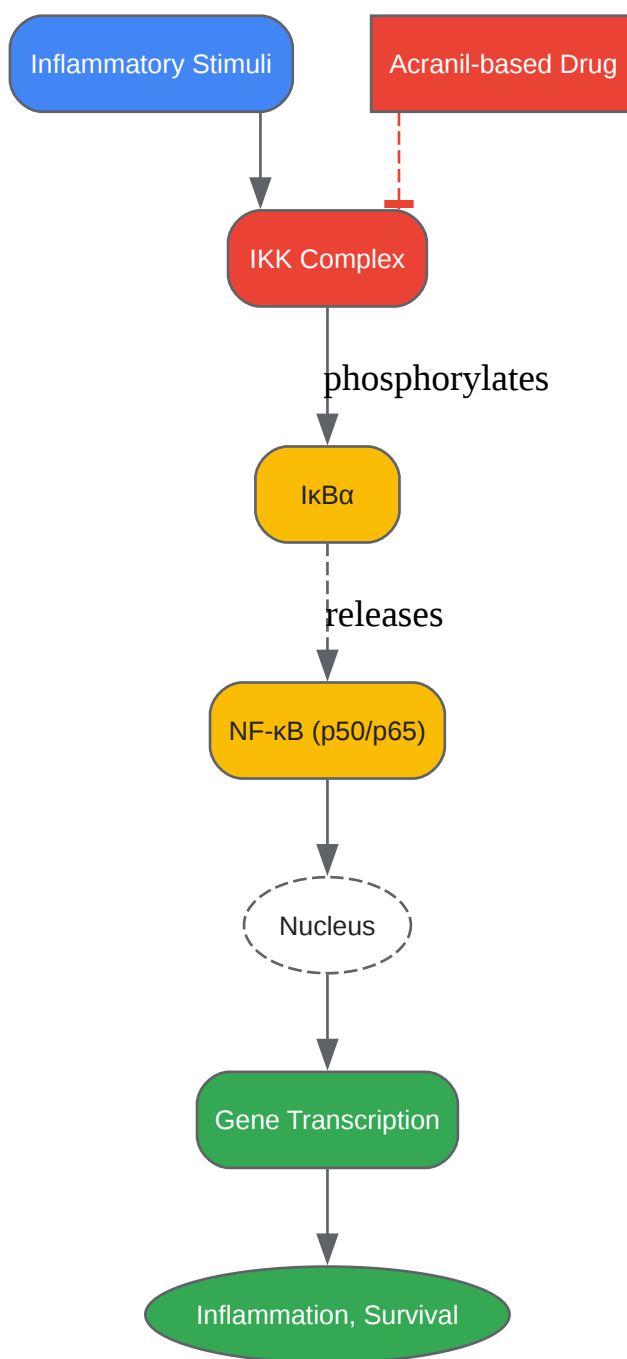 Inflammatory Stimuli
Acranil-based Drug
IKK Complex
phosphorylates
IκBα
releases
NF-κB (p50/p65)
Nucleus
Gene Transcription
Inflammation, Survival